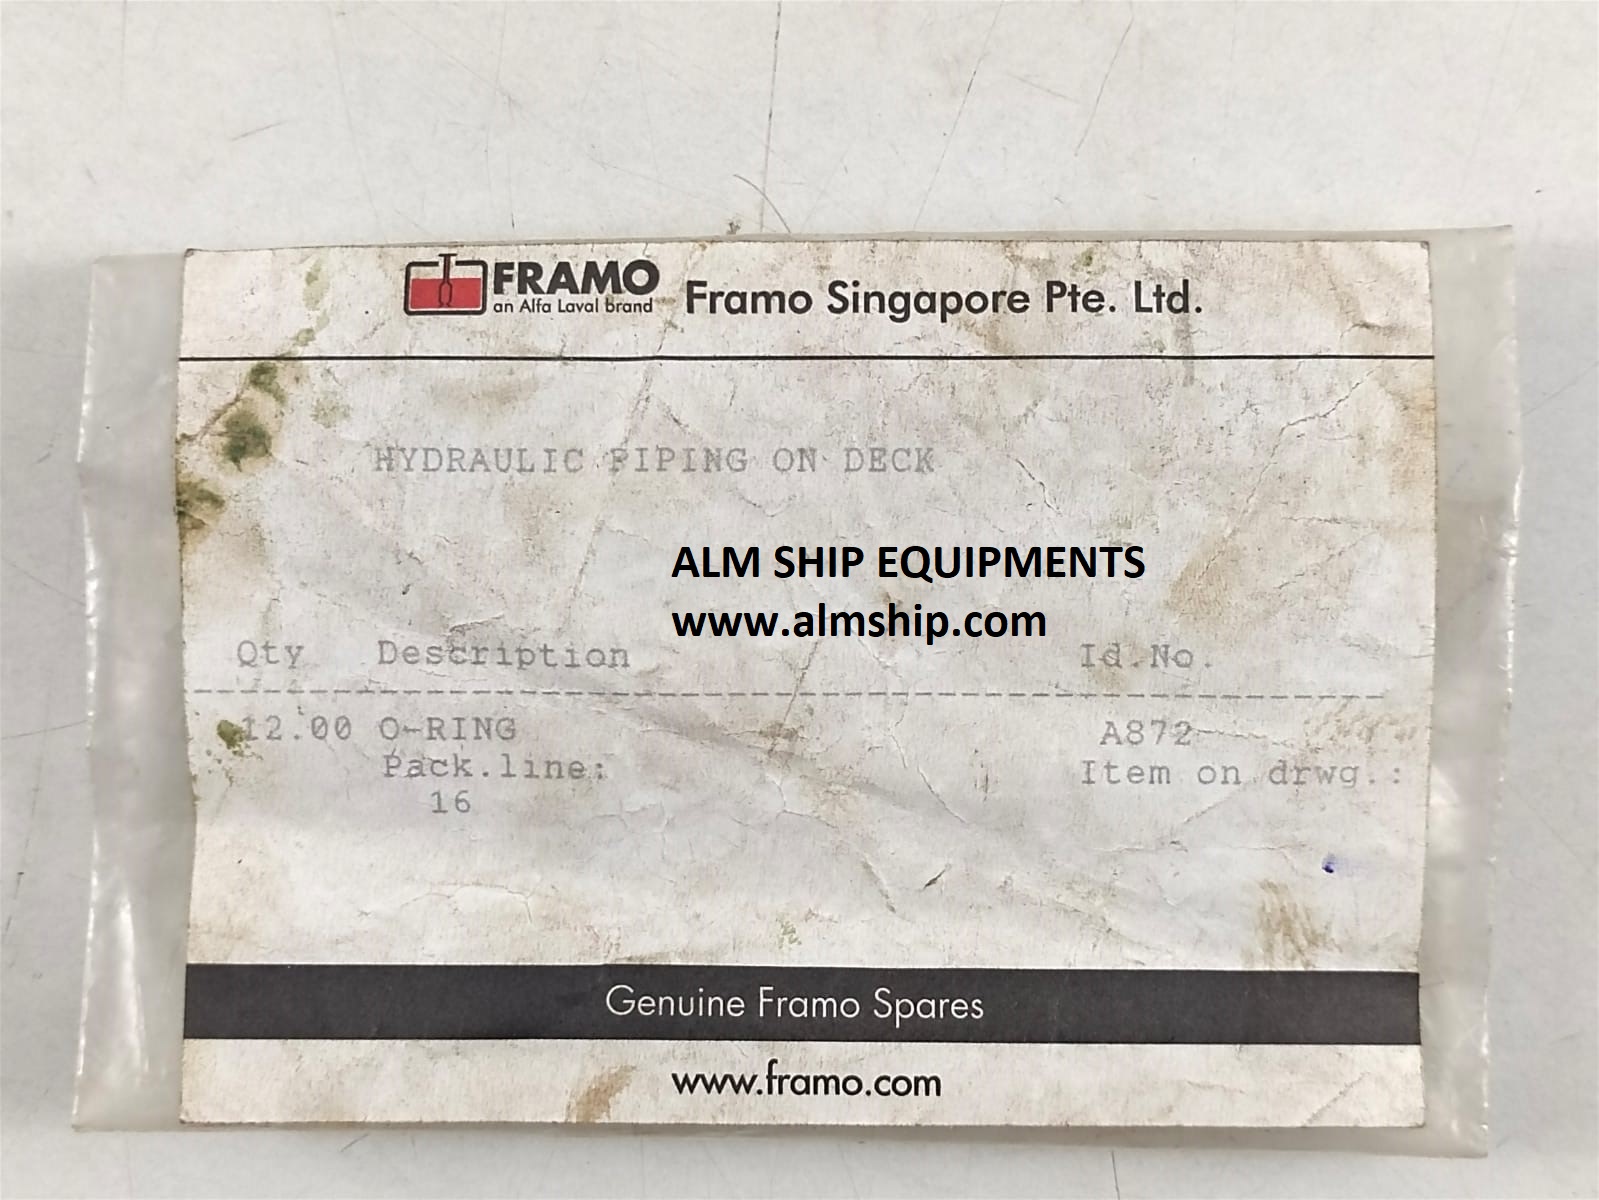 FRAMO
an Alfa Laval brand
Framo Singapore Pte. Ltd.
HYDRAULIC PIPING ON DECK
ALM SHIP EQUIPMENTS
www.almship.com
Qty Description Id.No.
12.00 O-RING A872
Pack.line: Item on drwg.:
16
Genuine Framo Spares
www.framo.com